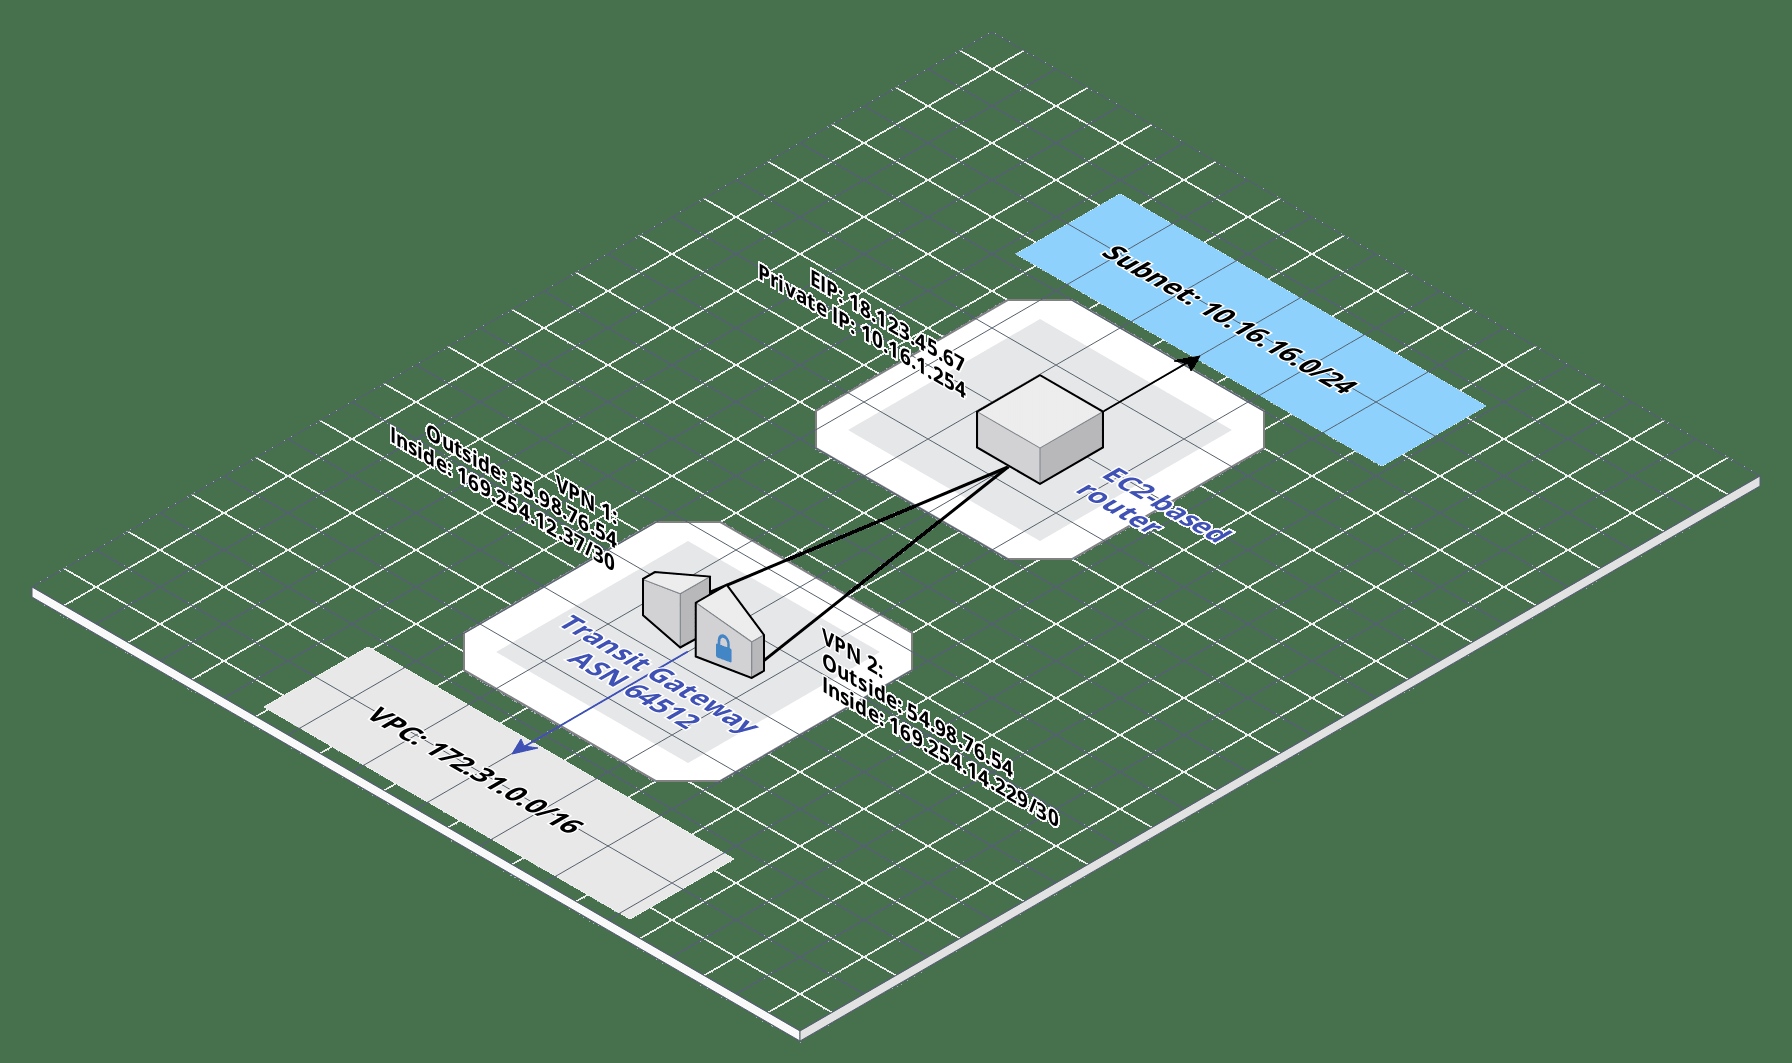 Subnet: 10.16.16.0/24
EIP: 18.123.45.67
Private IP: 10.16.1.254
EC2-based
router
VPN 1:
Outside: 35.98.76.54
Inside: 169.254.12.37/30
Transit Gateway
ASN 64512
VPN 2:
Outside: 54.98.76.54
Inside: 169.254.14.229/30
VPC: 172.31.0.0/16